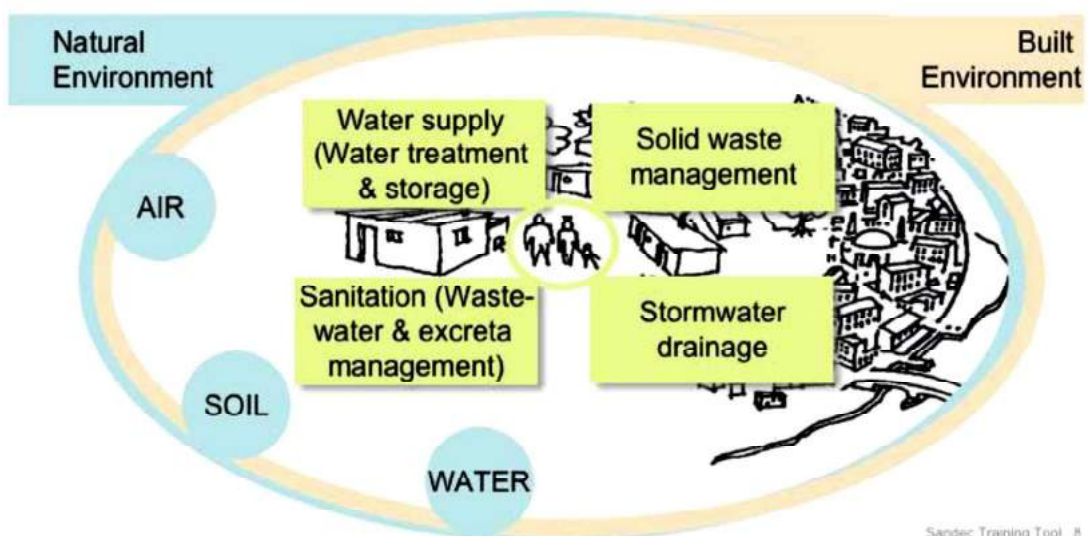 Natural
Environment
Built
Environment
Water supply
(Water treatment
& storage)
Solid waste
management
AIR
Sanitation (Waste-
water & excreta
management)
Stormwater
drainage
SOIL
WATER
Sandec Training Tool 8